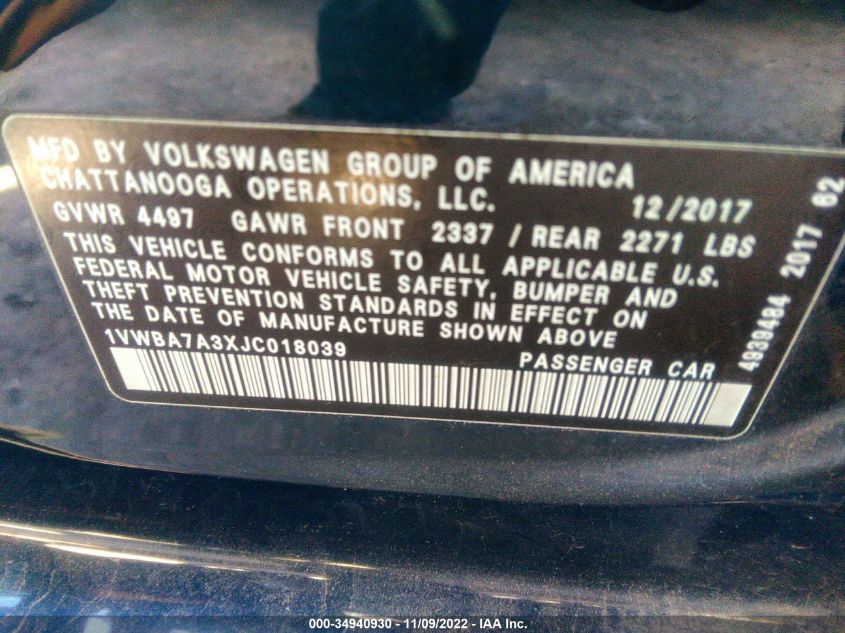 MFD BY VOLKSWAGEN GROUP OF AMERICA
CHATTANOOGA OPERATIONS, LLC.
12/2017
GVWR 4497 GAWR FRONT 2337 / REAR 2271 LBS
THIS VEHICLE CONFORMS TO ALL APPLICABLE U.S.
FEDERAL MOTOR VEHICLE SAFETY, BUMPER AND
THEFT PREVENTION STANDARDS IN EFFECT ON
THE DATE OF MANUFACTURE SHOWN ABOVE
1VWBA7A3XJC018039
PASSENGER CAR
4939484 2017 62
000-34940930 - 11/09/2022 - IAA Inc.